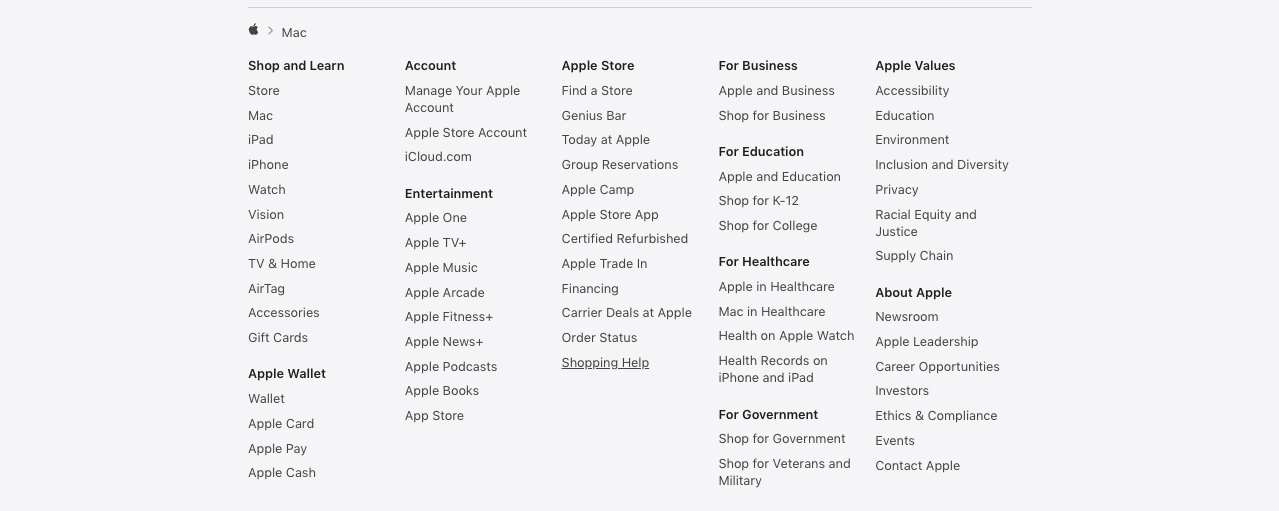 Mac
Shop and Learn
Store
Mac
iPad
iPhone
Watch
Vision
AirPods
TV & Home
AirTag
Accessories
Gift Cards
Apple Wallet
Wallet
Apple Card
Apple Pay
Apple Cash
Account
Manage Your Apple
Account
Apple Store Account
iCloud.com
Entertainment
Apple One
Apple TV+
Apple Music
Apple Arcade
Apple Fitness+
Apple News+
Apple Podcasts
Apple Books
App Store
Apple Store
Find a Store
Genius Bar
Today at Apple
Group Reservations
Apple Camp
Apple Store App
Certified Refurbished
Apple Trade In
Financing
Carrier Deals at Apple
Order Status
Shopping Help
For Business
Apple and Business
Shop for Business
For Education
Apple and Education
Shop for K-12
Shop for College
For Healthcare
Apple in Healthcare
Mac in Healthcare
Health on Apple Watch
Health Records on
iPhone and iPad
For Government
Shop for Government
Shop for Veterans and
Military
Apple Values
Accessibility
Education
Environment
Inclusion and Diversity
Privacy
Racial Equity and
Justice
Supply Chain
About Apple
Newsroom
Apple Leadership
Career Opportunities
Investors
Ethics & Compliance
Events
Contact Apple